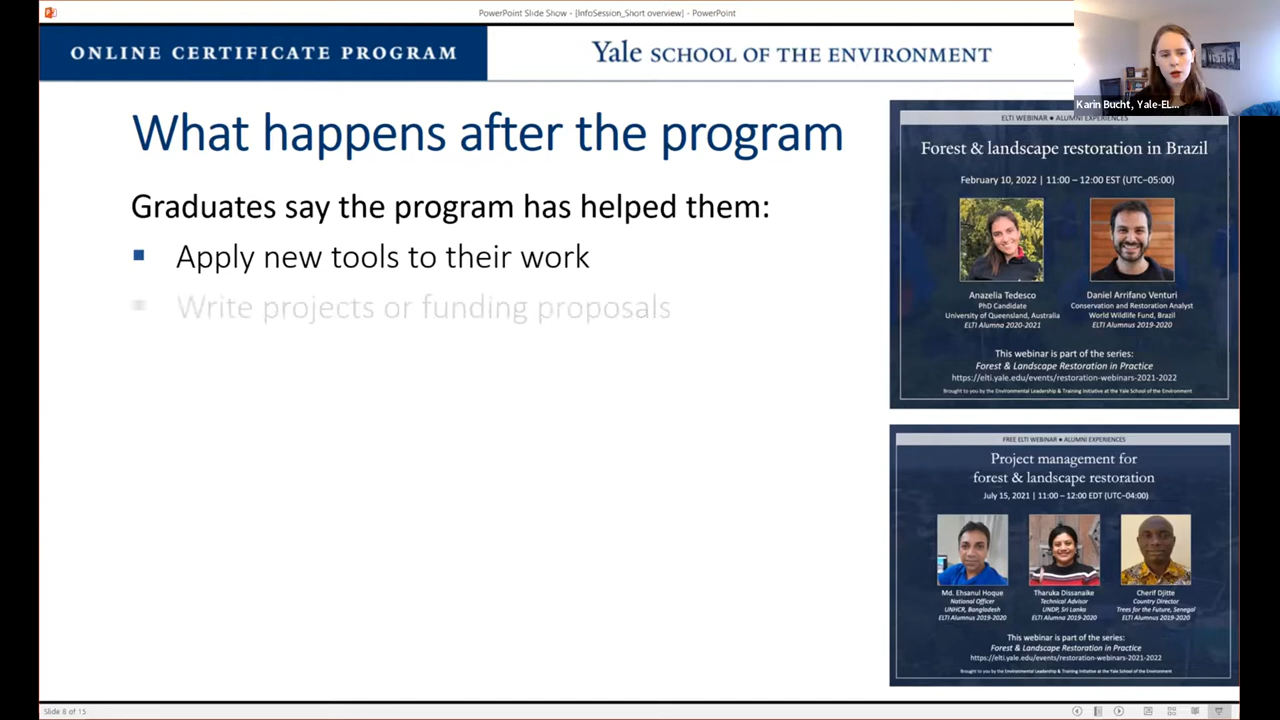 PowerPoint Slide Show - [InfoSession_Short overview] - PowerPoint
ONLINE CERTIFICATE PROGRAM
Yale SCHOOL OF THE ENVIRONMENT
Karin Bucht, Yale-EL...
What happens after the program
Graduates say the program has helped them:
Apply new tools to their work
Write projects or funding proposals
ELTI WEBINAR ● ALUMNI EXPERIENCES
Forest & landscape restoration in Brazil
February 10, 2022 | 11:00 – 12:00 EST (UTC–05:00)
Anazelia Tedesco
PhD Candidate
University of Queensland, Australia
ELTI Alumna 2020-2021
Daniel Arrifano Venturi
Conservation and Restoration Analyst
World Wildlife Fund, Brazil
ELTI Alumnus 2019-2020
This webinar is part of the series:
Forest & Landscape Restoration in Practice
https://elti.yale.edu/events/restoration-webinars-2021-2022
Brought to you by the Environmental Leadership & Training Initiative at the Yale School of the Environment
FREE ELTI WEBINAR ● ALUMNI EXPERIENCES
Project management for
forest & landscape restoration
July 15, 2021 | 11:00 – 12:00 EDT (UTC–04:00)
Md. Ehsanul Hoque
National Officer
UNHCR, Bangladesh
ELTI Alumnus 2019-2020
Tharuka Dissanaike
Technical Advisor
UNDP, Sri Lanka
ELTI Alumna 2019-2020
Cherif Djitte
Country Director
Trees for the Future, Senegal
ELTI Alumnus 2019-2020
This webinar is part of the series:
Forest & Landscape Restoration in Practice
https://elti.yale.edu/events/restoration-webinars-2021-2022
Brought to you by the Environmental Leadership & Training Initiative at the Yale School of the Environment
Slide 8 of 15